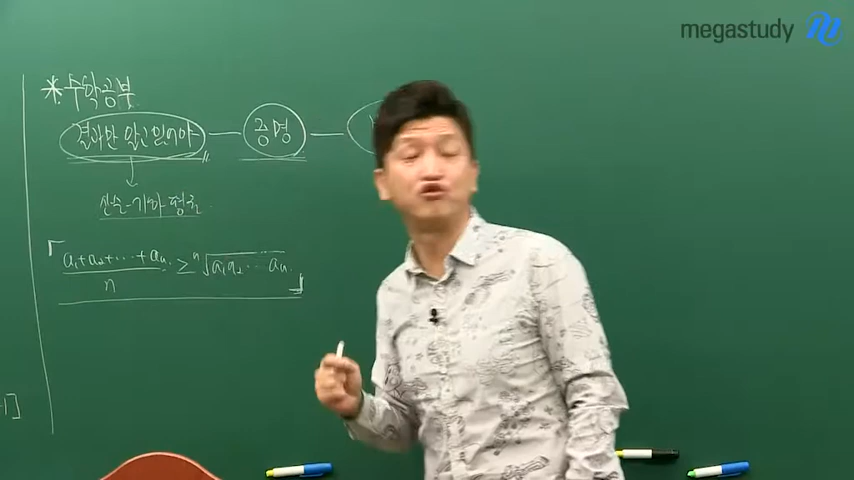 megastudy
*수학공부
결과만 알고있어야 — 증명 —
산술-기하 평균
「 a₁+a₂+⋯+aₙ / n ≥ ⁿ√a₁a₂⋯aₙ 」